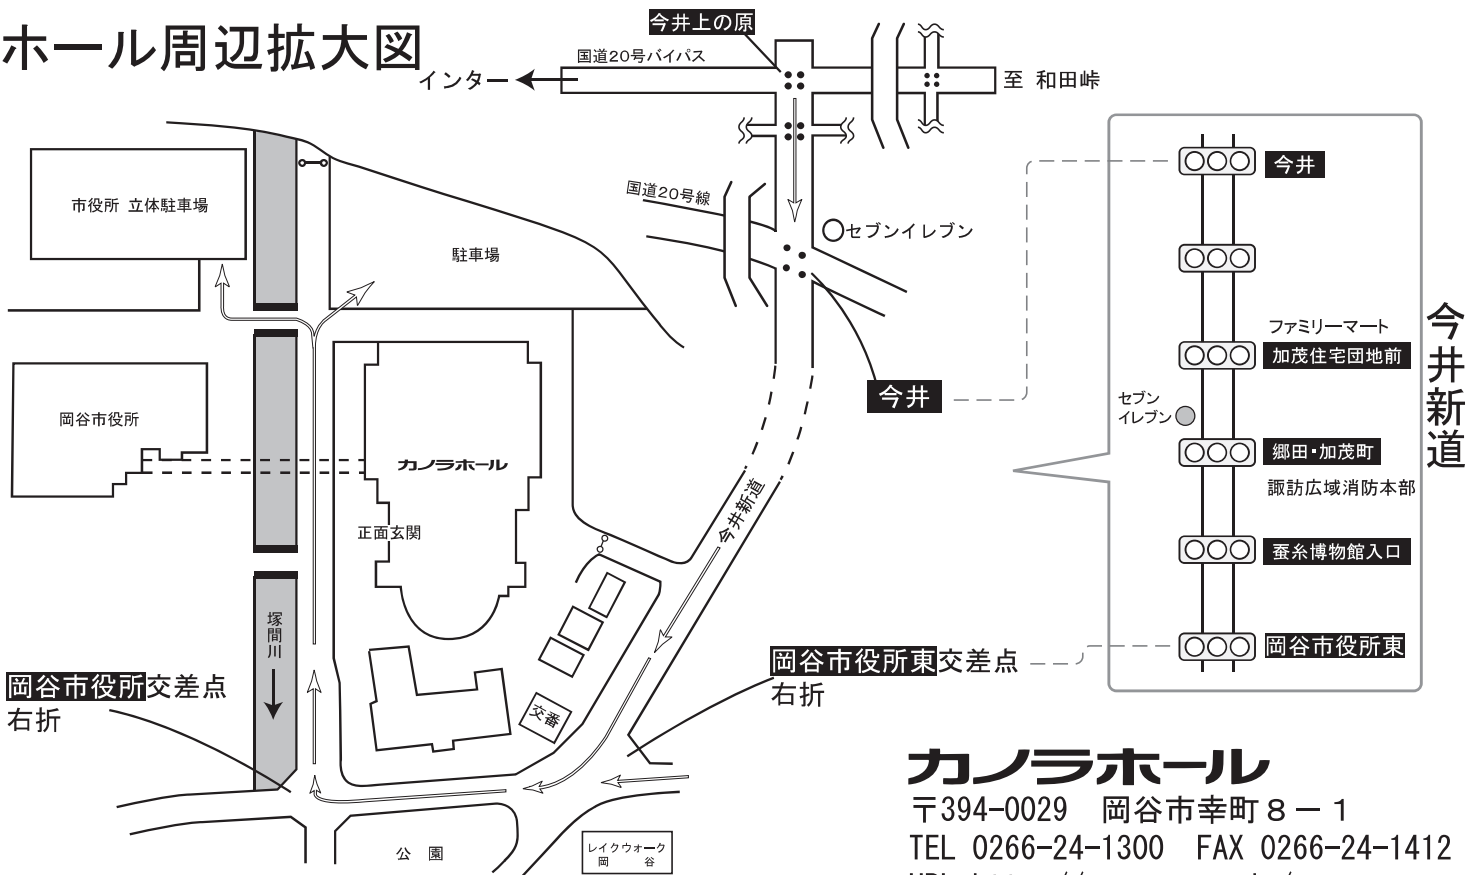 ホール周辺拡大図
今井上の原
国道20号バイパス
インター
至 和田峠
国道20号線
セブンイレブン
今井
市役所 立体駐車場
駐車場
岡谷市役所
カノラホール
正面玄関
今井新道
塚間川
交番
岡谷市役所交差点
右折
岡谷市役所東交差点
右折
公 園
レイクウォーク
岡 谷
今井
ファミリーマート
加茂住宅団地前
セブン
イレブン
郷田・加茂町
諏訪広域消防本部
蚕糸博物館入口
岡谷市役所東
今井新道
カノラホール
〒394-0029 岡谷市幸町8-1
TEL 0266-24-1300 FAX 0266-24-1412